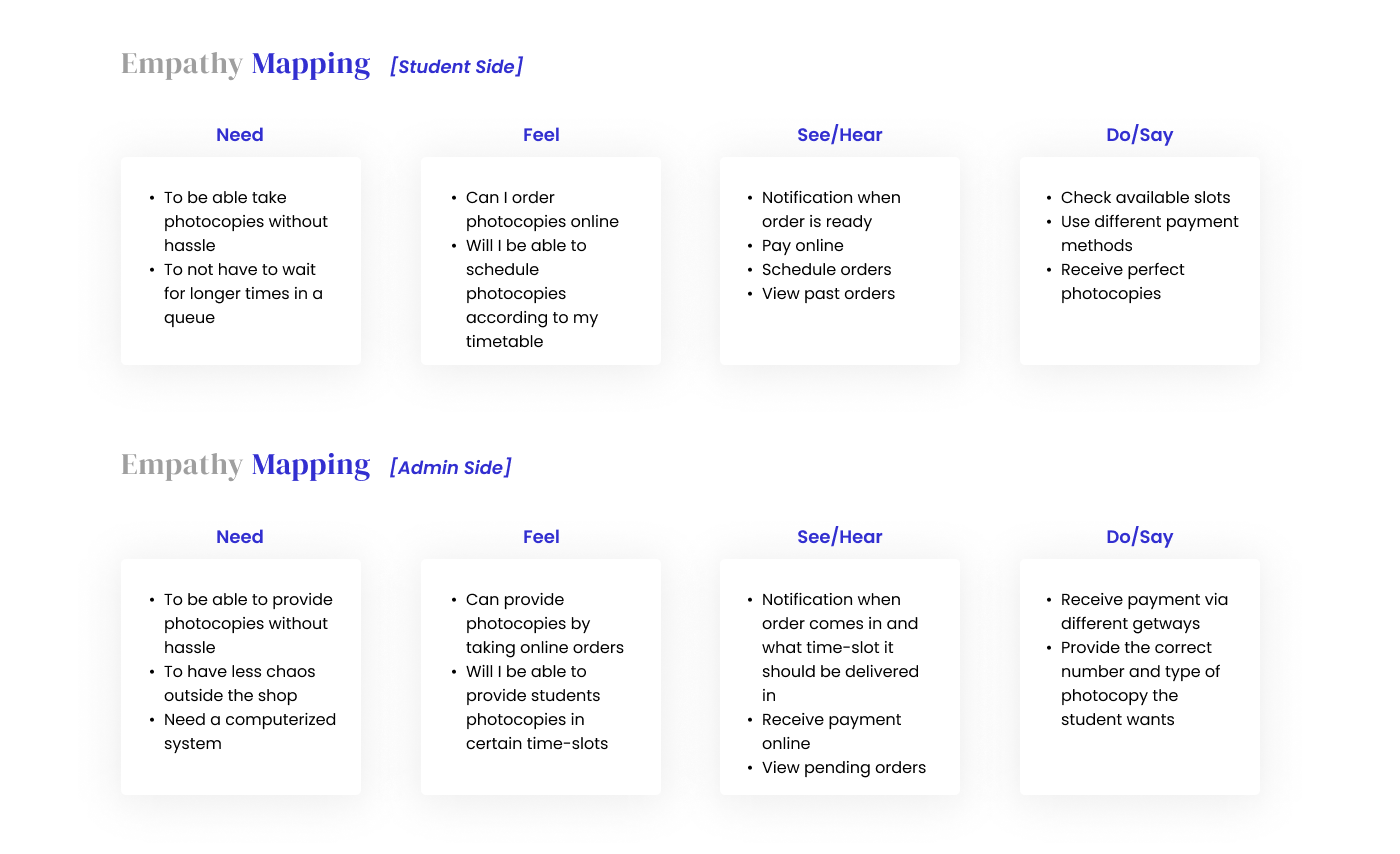 Empathy Mapping [Student Side]
Need
• To be able take
photocopies without
hassle
• To not have to wait
for longer times in a
queue
Feel
• Can I order
photocopies online
• Will I be able to
schedule
photocopies
according to my
timetable
See/Hear
• Notification when
order is ready
• Pay online
• Schedule orders
• View past orders
Do/Say
• Check available slots
• Use different payment
methods
• Receive perfect
photocopies
Empathy Mapping [Admin Side]
Need
• To be able to provide
photocopies without
hassle
• To have less chaos
outside the shop
• Need a computerized
system
Feel
• Can provide
photocopies by
taking online orders
• Will I be able to
provide students
photocopies in
certain time-slots
See/Hear
• Notification when
order comes in and
what time-slot it
should be delivered
in
• Receive payment
online
• View pending orders
Do/Say
• Receive payment via
different getways
• Provide the correct
number and type of
photocopy the
student wants